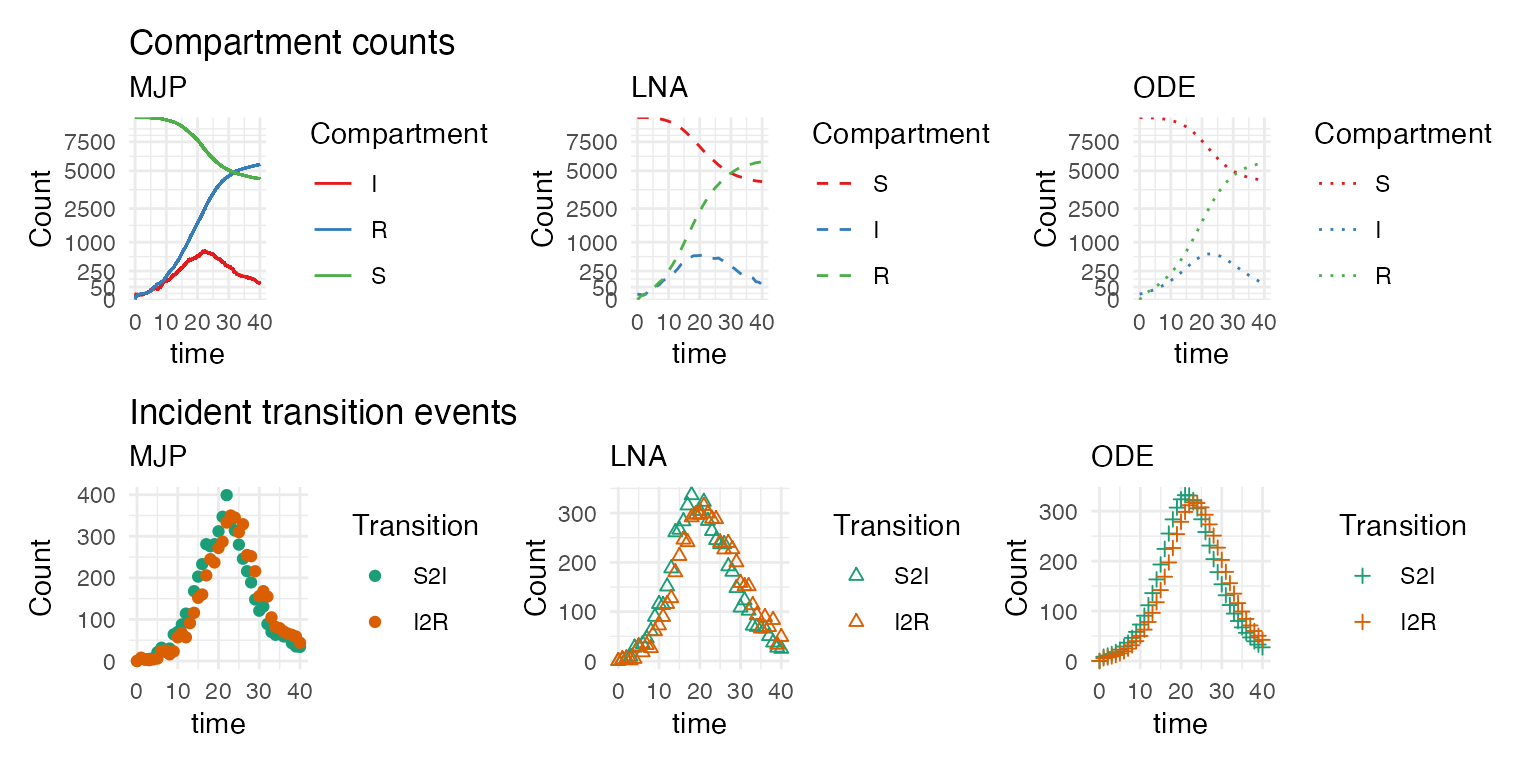 Compartment counts
MJP
Count
7500
5000
2500
1000
250
50
0
0 10 20 30 40
time
Compartment
I
R
S
LNA
Count
7500
5000
2500
1000
250
50
0
0 10 20 30 40
time
Compartment
S
I
R
ODE
Count
7500
5000
2500
1000
250
50
0
0 10 20 30 40
time
Compartment
S
I
R
Incident transition events
MJP
Count
400
300
200
100
0
0 10 20 30 40
time
Transition
S2I
I2R
LNA
Count
300
200
100
0
0 10 20 30 40
time
Transition
S2I
I2R
ODE
Count
300
200
100
0
0 10 20 30 40
time
Transition
S2I
I2R